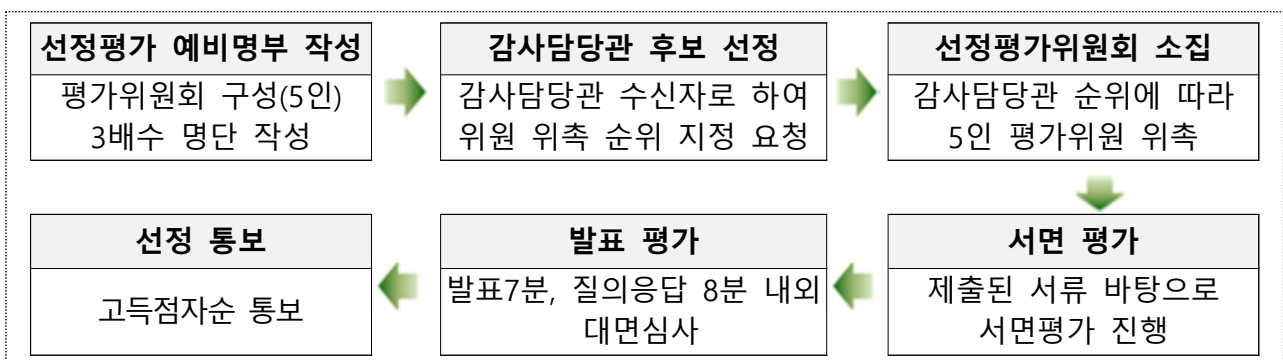 선정평가 예비명부 작성
평가위원회 구성(5인)
3배수 명단 작성
감사담당관 후보 선정
감사담당관 수신자로 하여
위원 위촉 순위 지정 요청
선정평가위원회 소집
감사담당관 순위에 따라
5인 평가위원 위촉
서면 평가
제출된 서류 바탕으로
서면평가 진행
발표 평가
발표7분, 질의응답 8분 내외
대면심사
선정 통보
고득점자순 통보